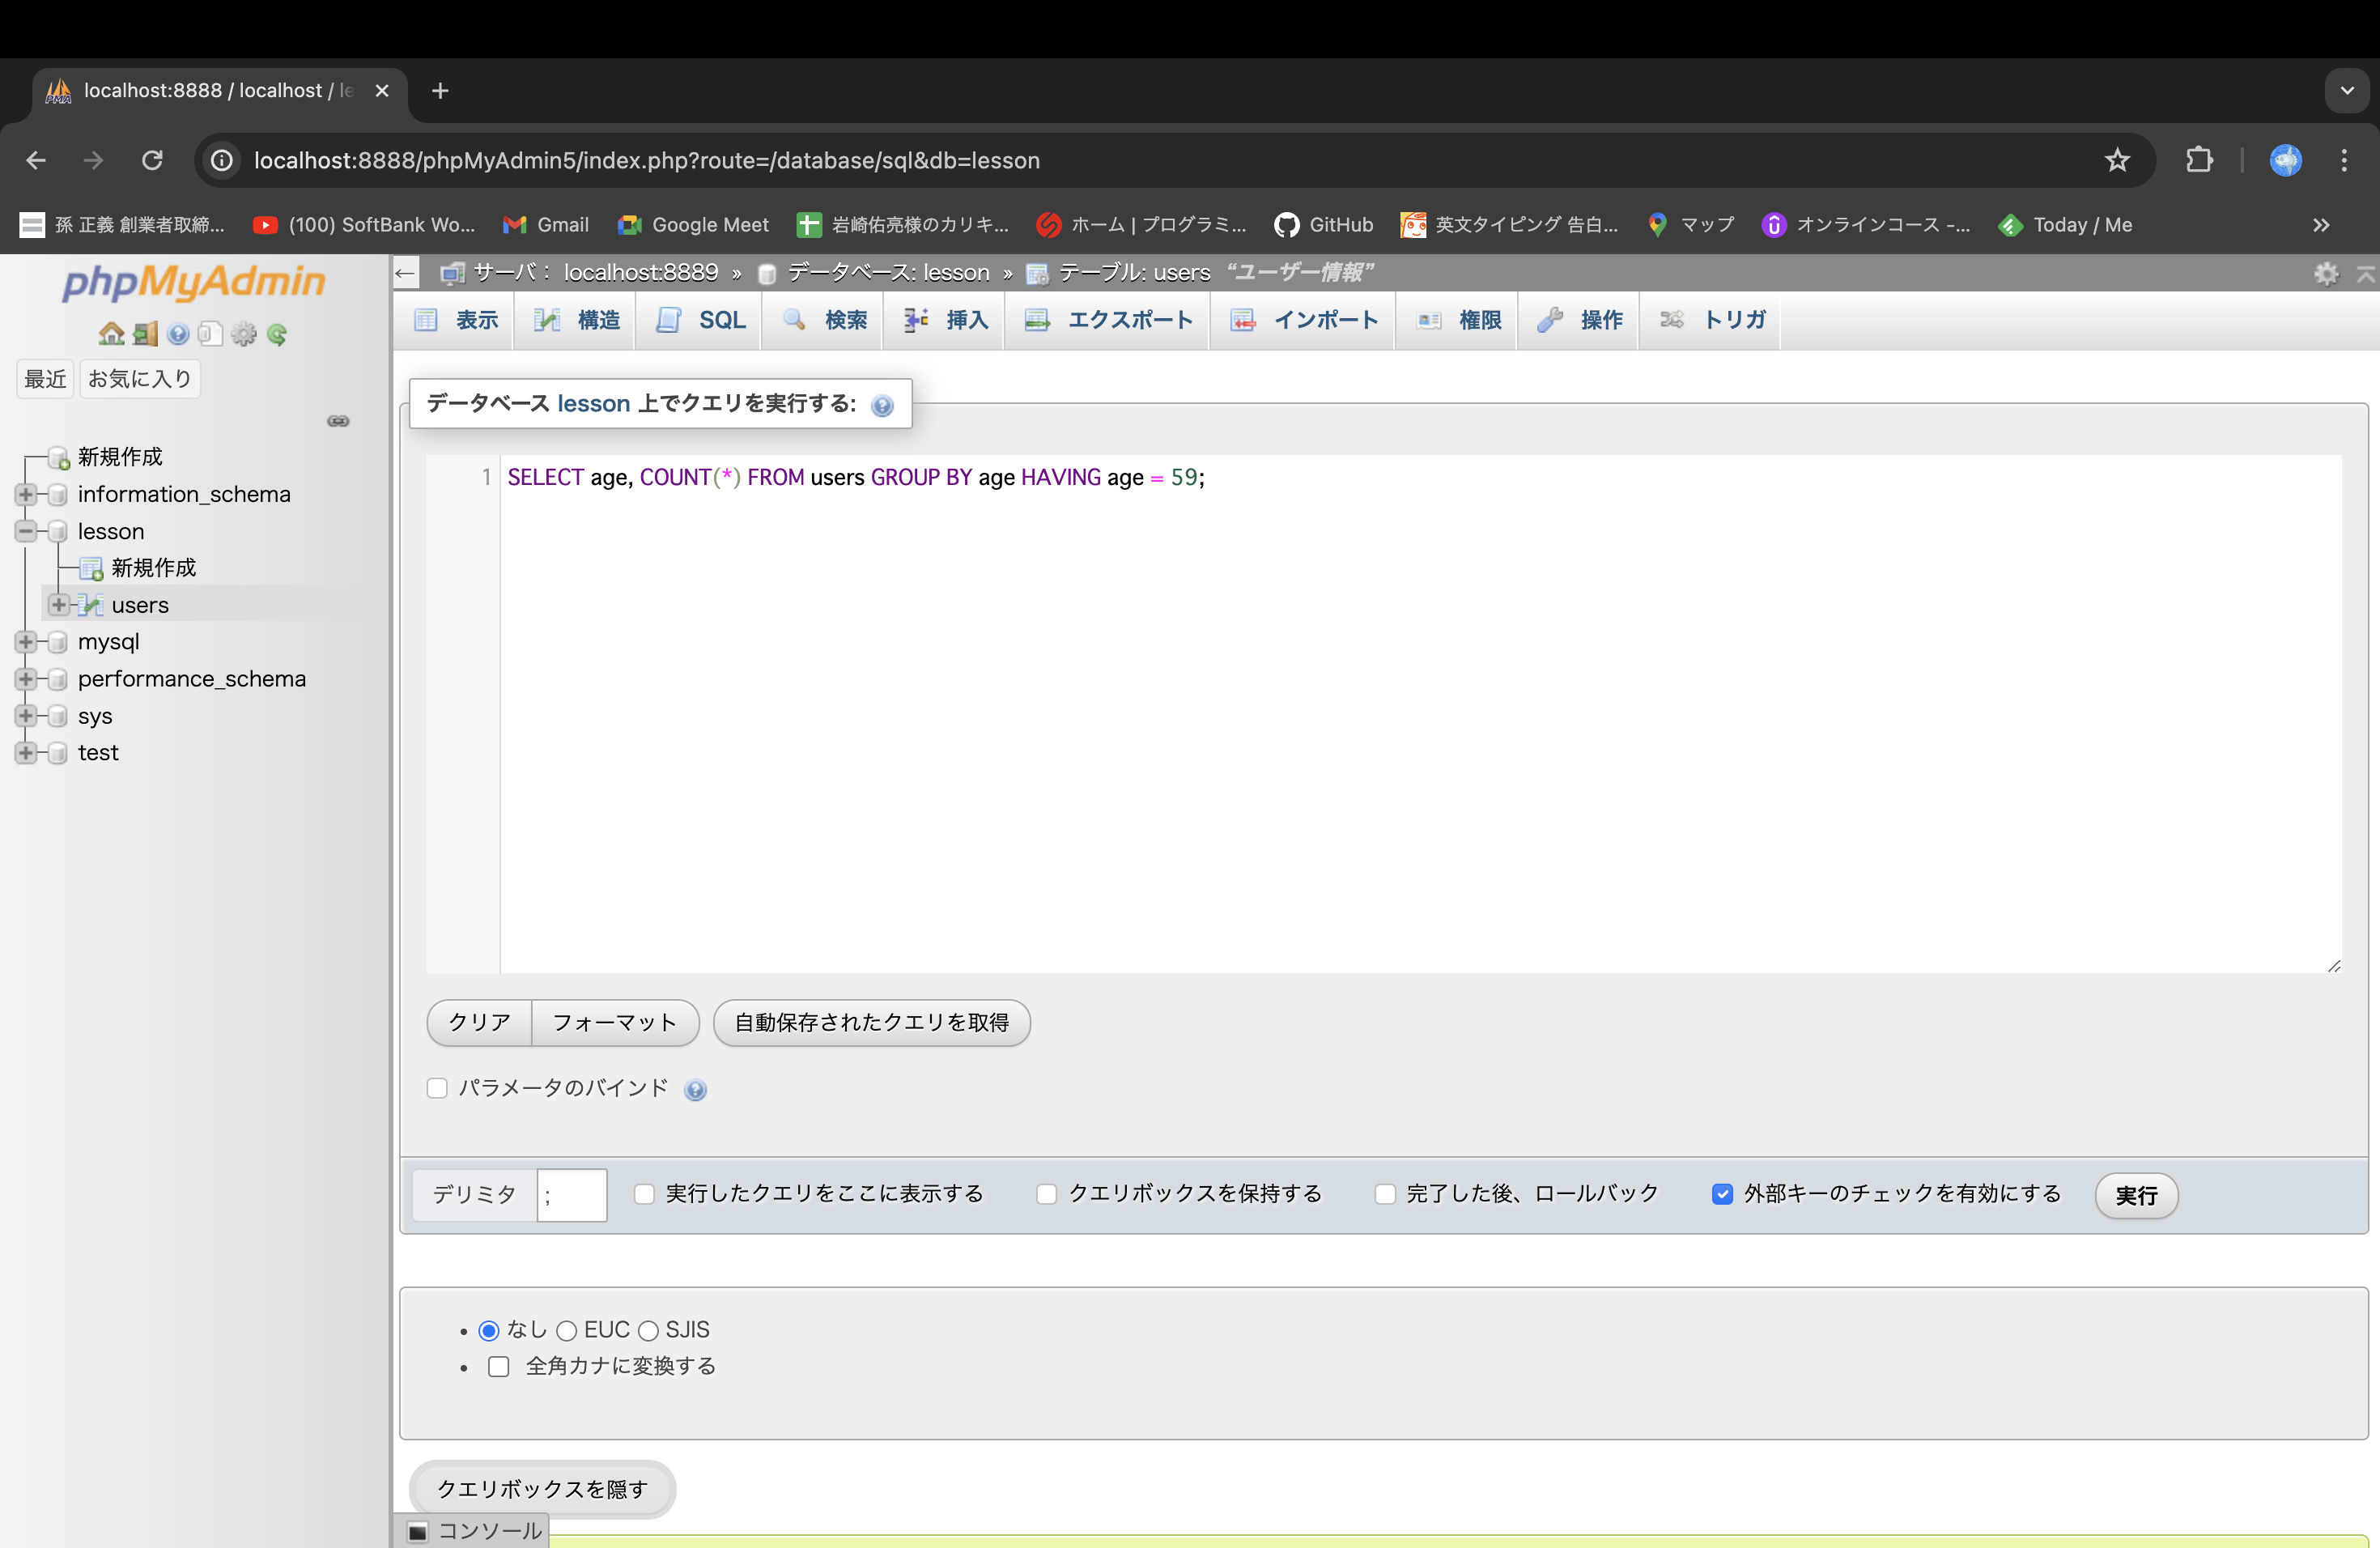 localhost:8888 / localhost / le
localhost:8888/phpMyAdmin5/index.php?route=/database/sql&db=lesson
孫 正義 創業者取締...
(100) SoftBank Wo...
Gmail
Google Meet
岩崎佑亮様のカリキ...
ホーム | プログラミ...
GitHub
英文タイピング 告白...
マップ
オンラインコース -...
Today / Me
phpMyAdmin
最近
お気に入り
新規作成
information_schema
lesson
新規作成
users
mysql
performance_schema
sys
test
サーバ: localhost:8889 » データベース: lesson » テーブル: users “ユーザー情報”
表示
構造
SQL
検索
挿入
エクスポート
インポート
権限
操作
トリガ
データベース lesson 上でクエリを実行する:
1 SELECT age, COUNT(*) FROM users GROUP BY age HAVING age = 59;
クリア
フォーマット
自動保存されたクエリを取得
パラメータのバインド
デリミタ ;
実行したクエリをここに表示する
クエリボックスを保持する
完了した後、ロールバック
外部キーのチェックを有効にする
実行
なし EUC SJIS
全角カナに変換する
クエリボックスを隠す
コンソール